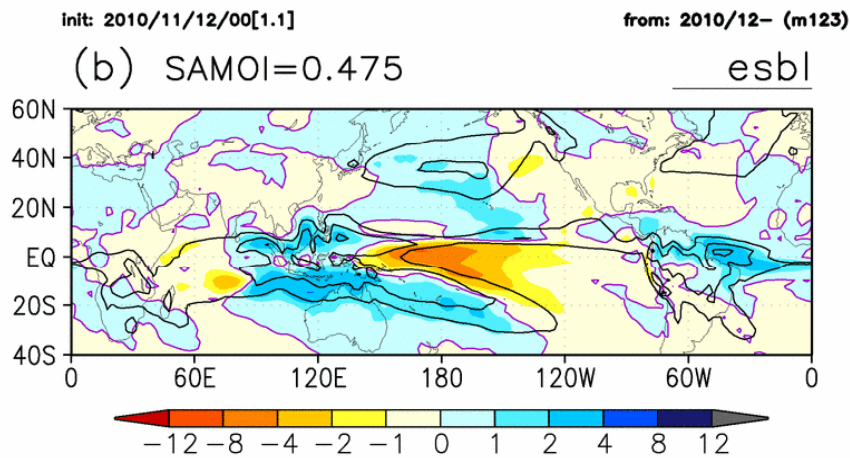 init: 2010/11/12/00[1.1] from: 2010/12− (m123)
(b) SAMOI=0.475 esbl
60N
40N
20N
EQ
20S
40S
0 60E 120E 180 120W 60W 0
−12 −8 −4 −2 −1 0 1 2 4 8 12